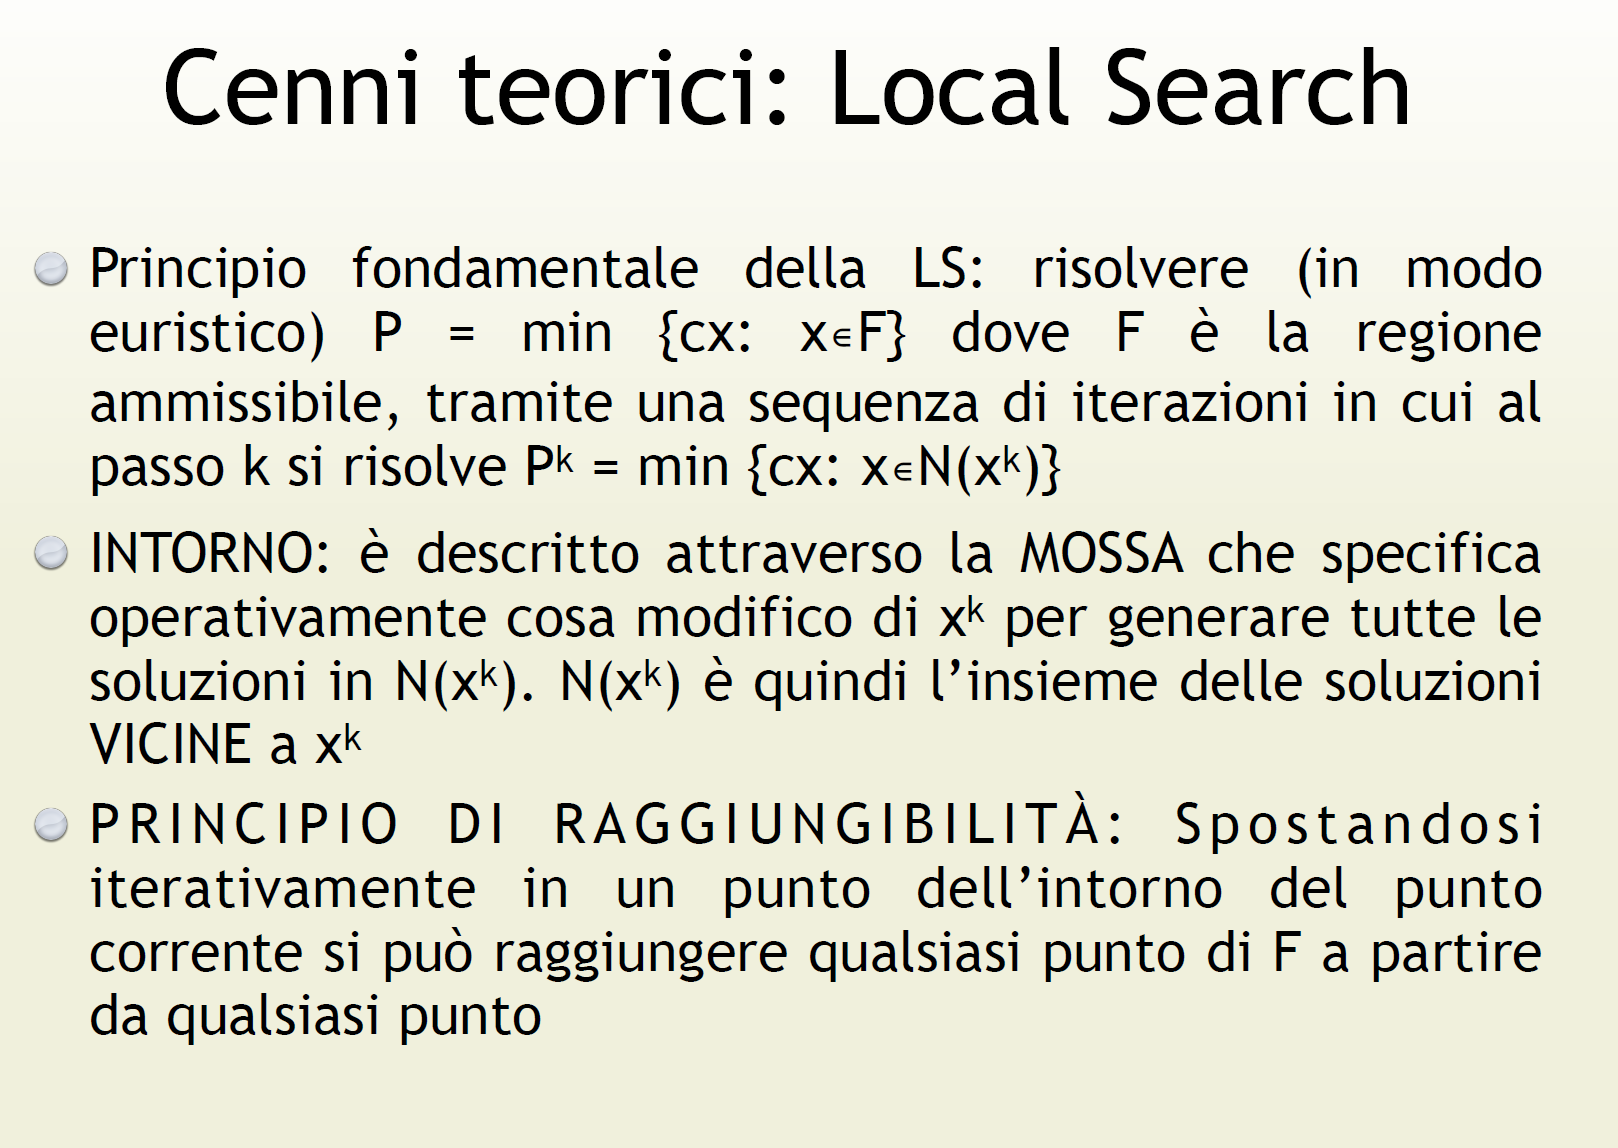 Cenni teorici: Local Search
Principio fondamentale della LS: risolvere (in modo
euristico) P = min {cx: x∈F} dove F è la regione
ammissibile, tramite una sequenza di iterazioni in cui al
passo k si risolve Pᵏ = min {cx: x∈N(xᵏ)}
INTORNO: è descritto attraverso la MOSSA che specifica
operativamente cosa modifico di xᵏ per generare tutte le
soluzioni in N(xᵏ). N(xᵏ) è quindi l’insieme delle soluzioni
VICINE a xᵏ
PRINCIPIO DI RAGGIUNGIBILITÀ: Spostandosi
iterativamente in un punto dell’intorno del punto
corrente si può raggiungere qualsiasi punto di F a partire
da qualsiasi punto